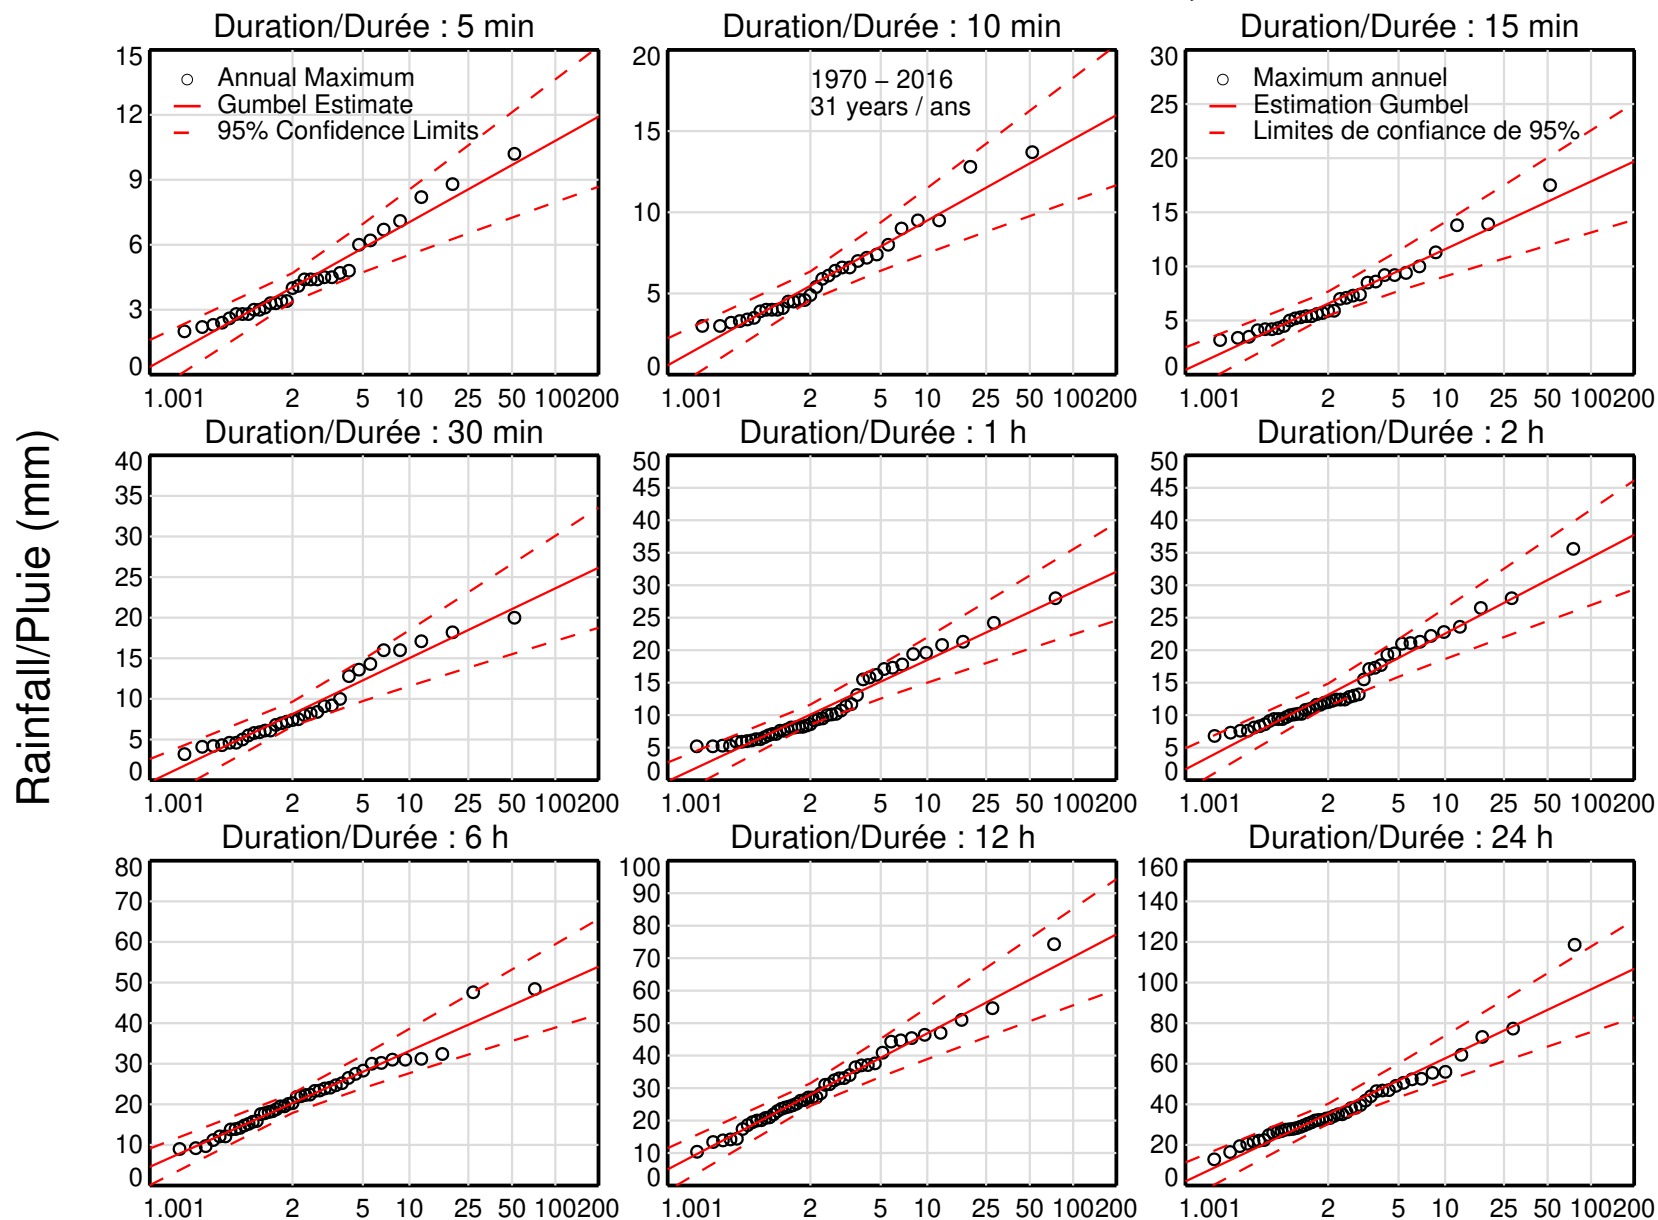 Duration/Durée : 5 min
Duration/Durée : 10 min
Duration/Durée : 15 min
15
12
9
6
3
0
Annual Maximum
Gumbel Estimate
95% Confidence Limits
1.001 2 5 10 25 50 100 200
20
15
10
5
0
1970 – 2016
31 years / ans
1.001 2 5 10 25 50 100 200
30
25
20
15
10
5
0
Maximum annuel
Estimation Gumbel
Limites de confiance de 95%
1.001 2 5 10 25 50 100 200
Rainfall/Pluie (mm)
Duration/Durée : 30 min
Duration/Durée : 1 h
Duration/Durée : 2 h
40
35
30
25
20
15
10
5
0
1.001 2 5 10 25 50 100 200
50
45
40
35
30
25
20
15
10
5
0
1.001 2 5 10 25 50 100 200
50
45
40
35
30
25
20
15
10
5
0
1.001 2 5 10 25 50 100 200
Duration/Durée : 6 h
Duration/Durée : 12 h
Duration/Durée : 24 h
80
70
60
50
40
30
20
10
0
1.001 2 5 10 25 50 100 200
100
90
80
70
60
50
40
30
20
10
0
1.001 2 5 10 25 50 100 200
160
140
120
100
80
60
40
20
0
1.001 2 5 10 25 50 100 200